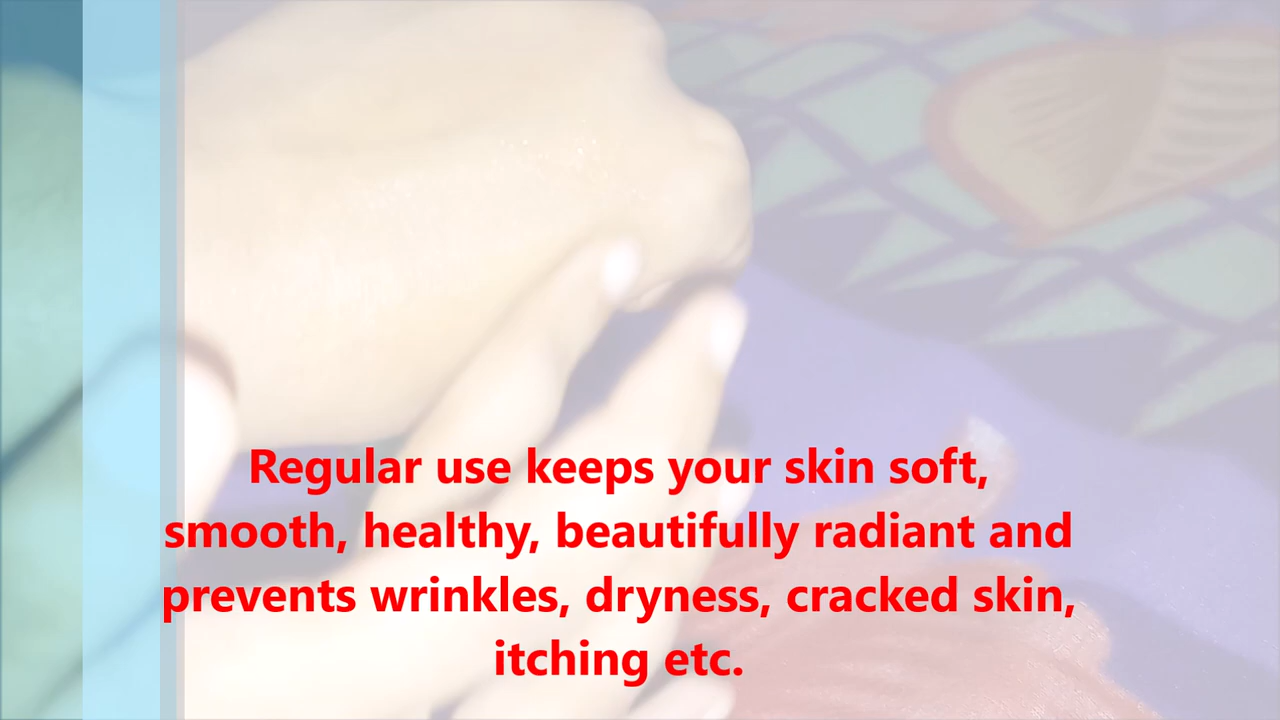 Regular use keeps your skin soft,
smooth, healthy, beautifully radiant and
prevents wrinkles, dryness, cracked skin,
itching etc.